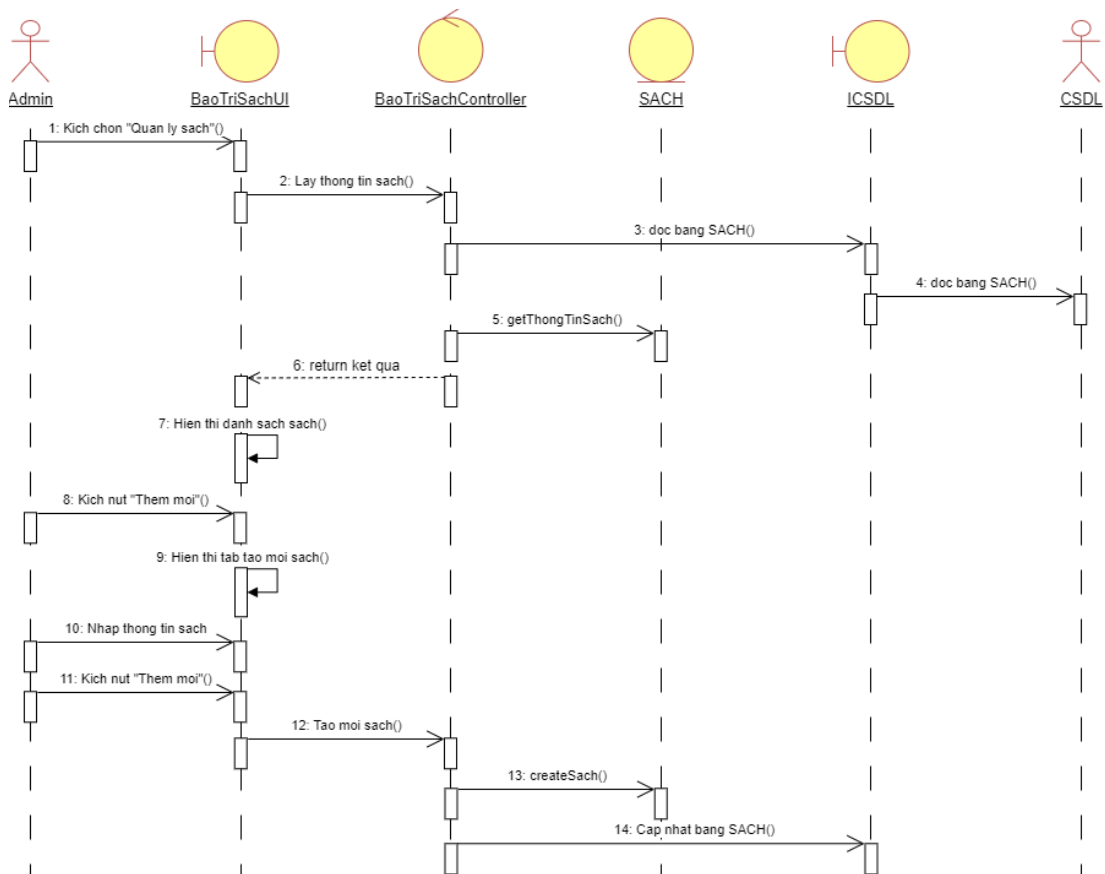 Admin
BaoTriSachUI
BaoTriSachController
SACH
ICSDL
CSDL
1: Kich chon "Quan ly sach"()
2: Lay thong tin sach()
3: doc bang SACH()
4: doc bang SACH()
5: getThongTinSach()
6: return ket qua
7: Hien thi danh sach sach()
8: Kich nut "Them moi"()
9: Hien thi tab tao moi sach()
10: Nhap thong tin sach
11: Kich nut "Them moi"()
12: Tao moi sach()
13: createSach()
14: Cap nhat bang SACH()